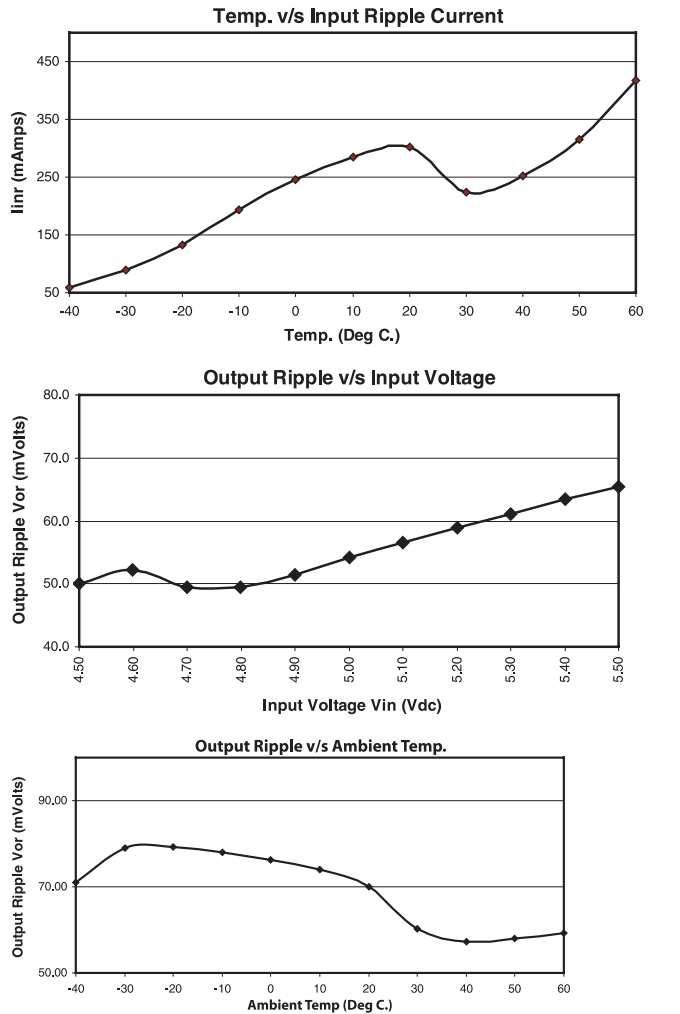 Temp. v/s Input Ripple Current
Iinr (mAmps)
450
350
250
150
50
-40 -30 -20 -10 0 10 20 30 40 50 60
Temp. (Deg C.)
Output Ripple v/s Input Voltage
Output Ripple Vor (mVolts)
80.0
70.0
60.0
50.0
40.0
4.50 4.60 4.70 4.80 4.90 5.00 5.10 5.20 5.30 5.40 5.50
Input Voltage Vin (Vdc)
Output Ripple v/s Ambient Temp.
Output Ripple Vor (mVolts)
90.00
70.00
50.00
-40 -30 -20 -10 0 10 20 30 40 50 60
Ambient Temp (Deg C.)